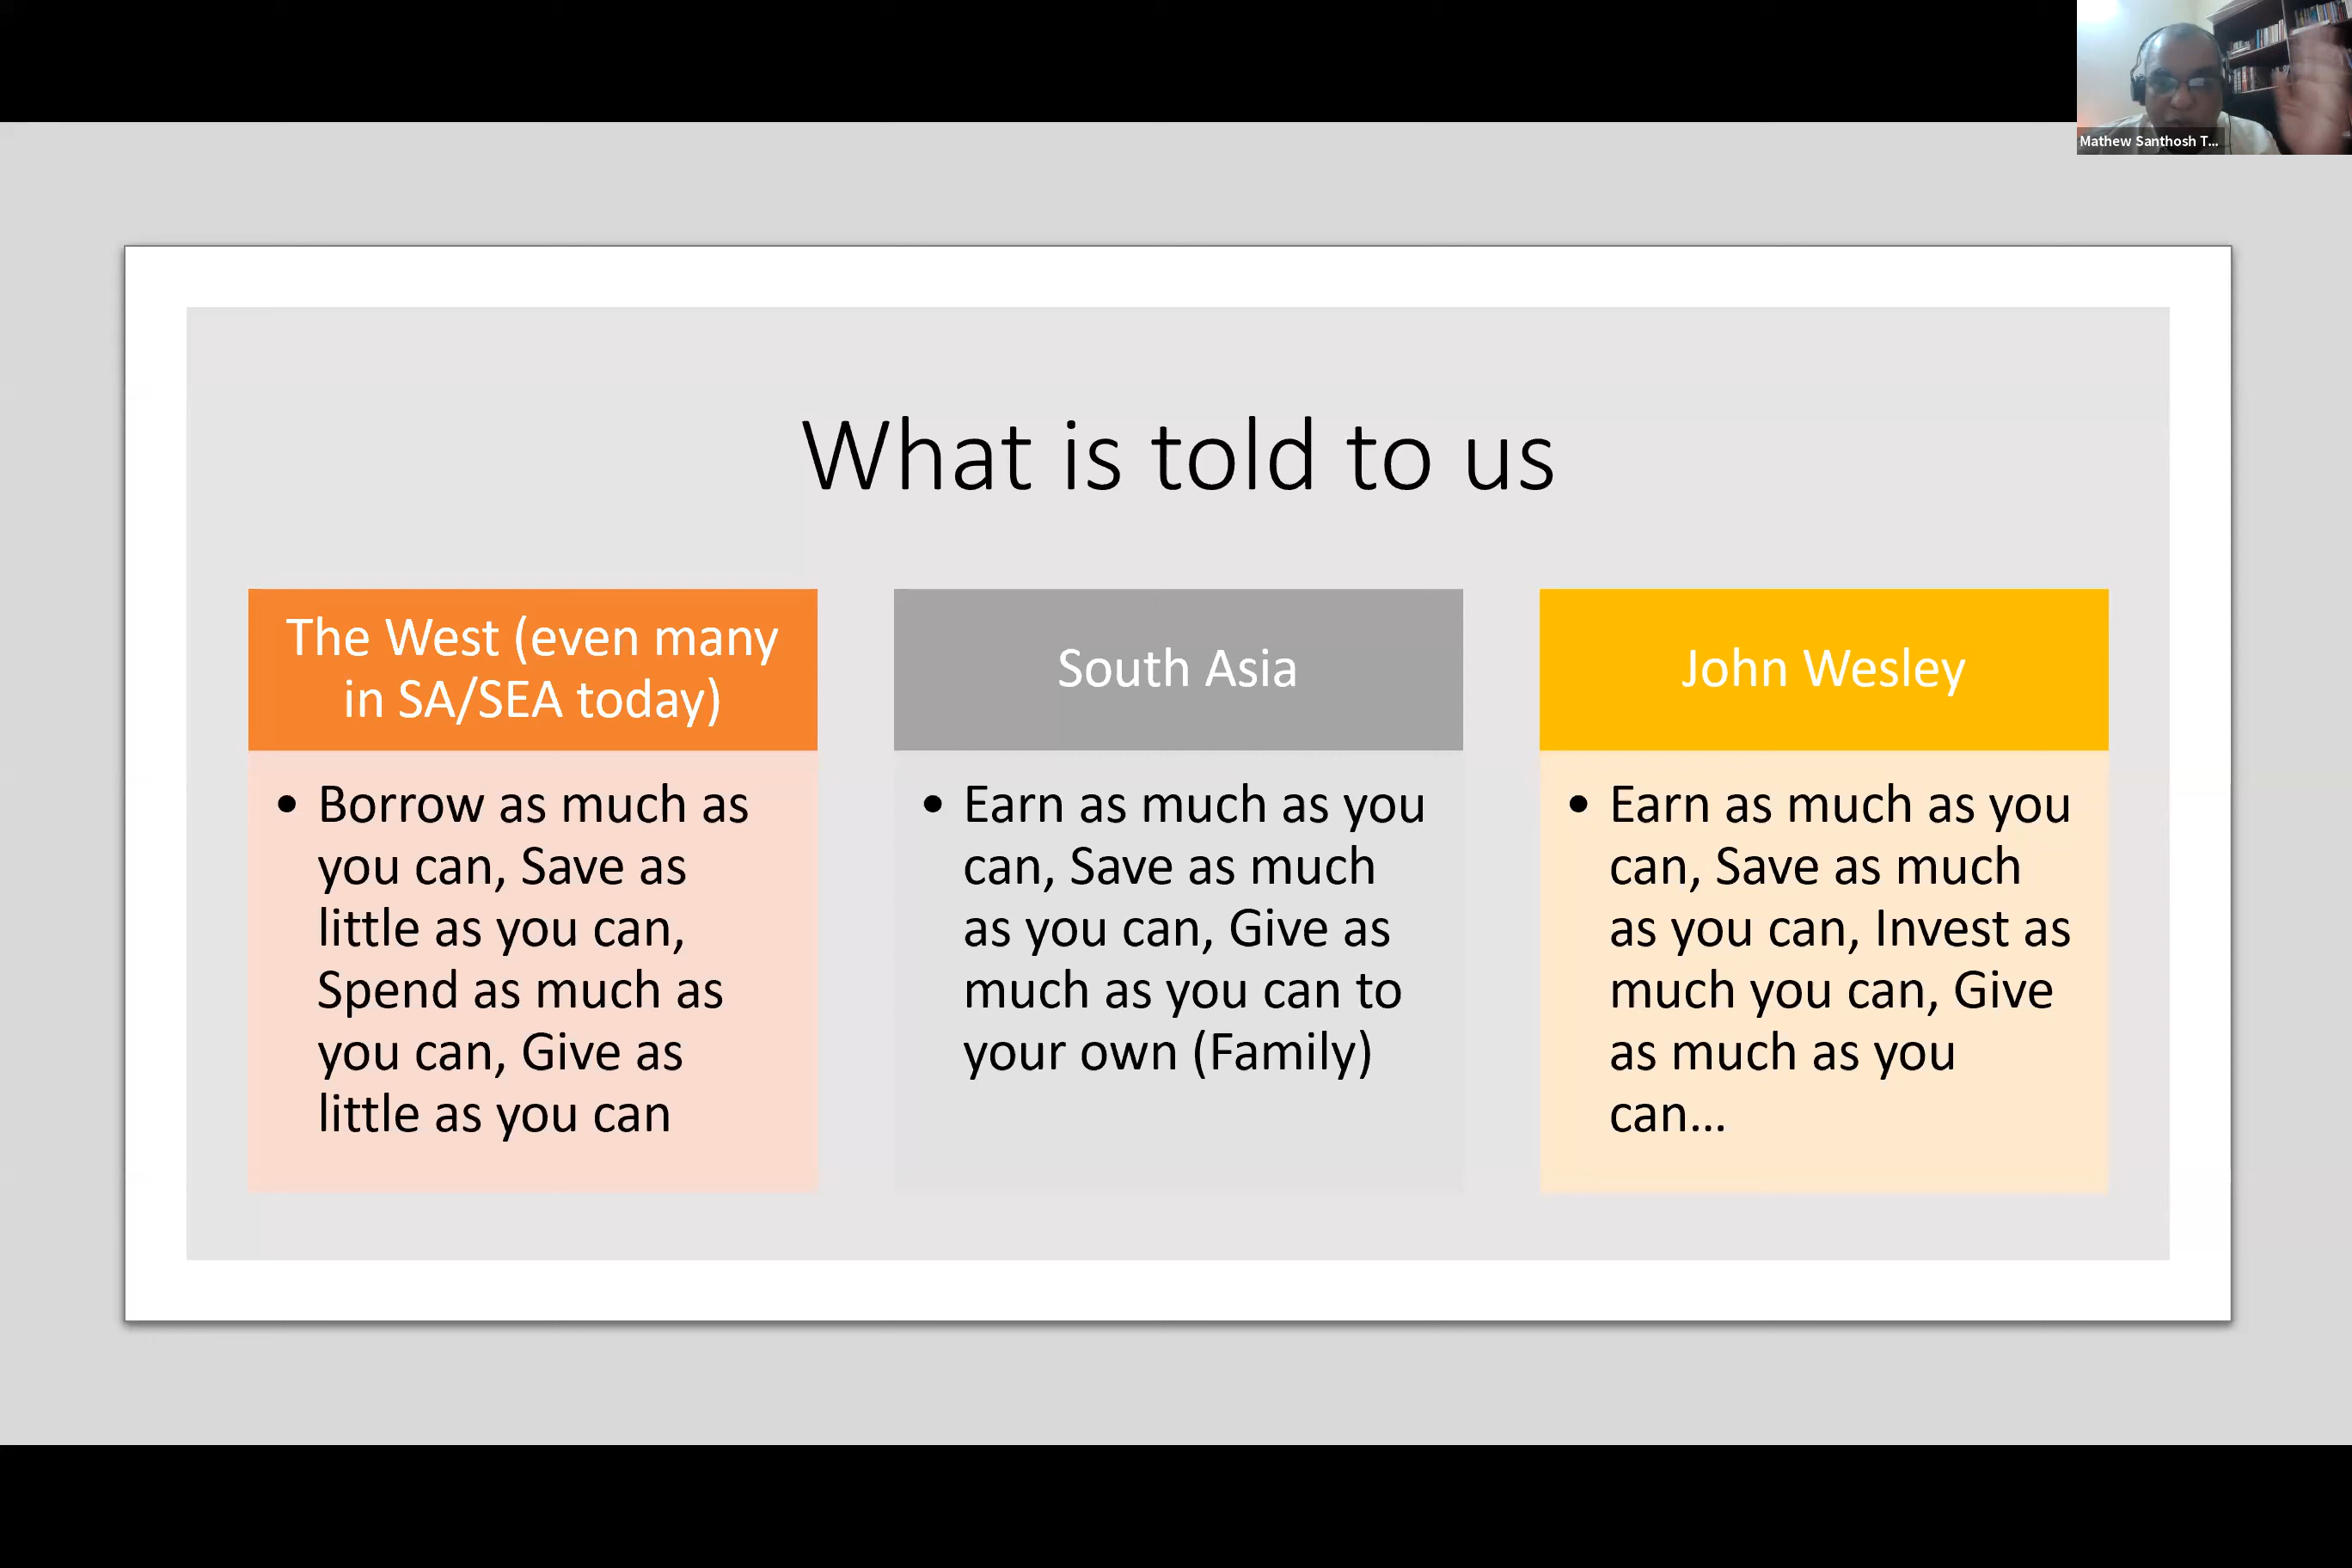 Mathew Santhosh T...
What is told to us
The West (even many
in SA/SEA today)
• Borrow as much as
you can, Save as
little as you can,
Spend as much as
you can, Give as
little as you can
South Asia
• Earn as much as you
can, Save as much
as you can, Give as
much as you can to
your own (Family)
John Wesley
• Earn as much as you
can, Save as much
as you can, Invest as
much you can, Give
as much as you
can...